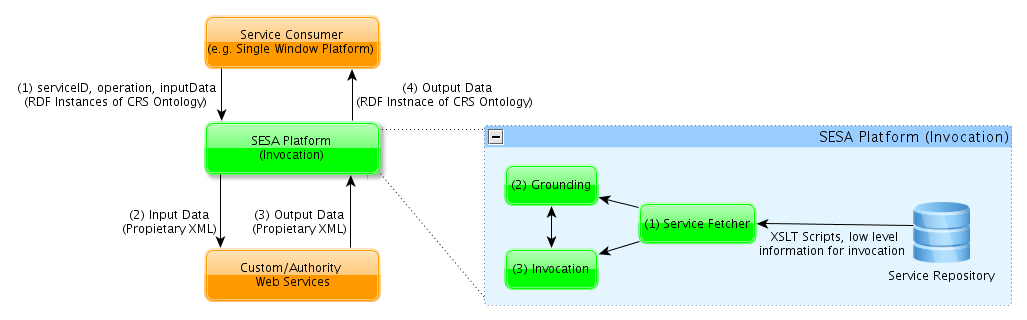 Service Consumer
(e.g. Single Window Platform)
(1) serviceID, operation, inputData
(RDF Instances of CRS Ontology)
(4) Output Data
(RDF Instnace of CRS Ontology)
SESA Platform
(Invocation)
(2) Input Data
(Propietary XML)
(3) Output Data
(Propietary XML)
Custom/Authority
Web Services
SESA Platform (Invocation)
(2) Grounding
(1) Service Fetcher
(3) Invocation
XSLT Scripts, low level
information for invocation
Service Repository